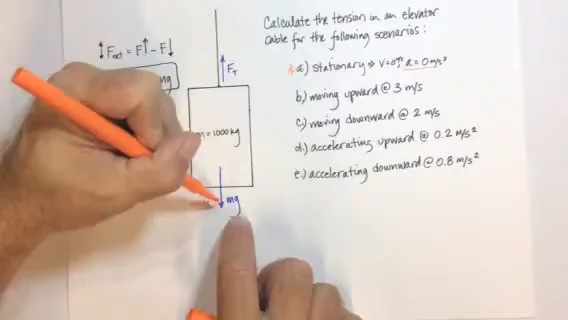 Calculate the tension in an elevator
cable for the following scenarios:
↕Fnet = F↑ - F↓
FT
*a) stationary ⇒ v=0 m/s a = 0 m/s²
mg
b) moving upward @ 3 m/s
c) moving downward @ 2 m/s
m = 1000 kg
d) accelerating upward @ 0.2 m/s²
e) accelerating downward @ 0.8 m/s²
mg